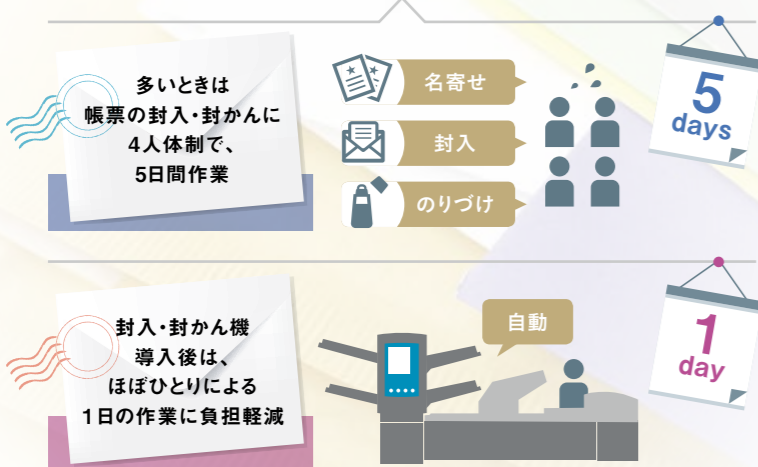 多いときは
帳票の封入・封かんに
4人体制で、
5日間作業
名寄せ
封入
のりづけ
5
days
封入・封かん機
導入後は、
ほぼひとりによる
1日の作業に負担軽減
自動
1
day